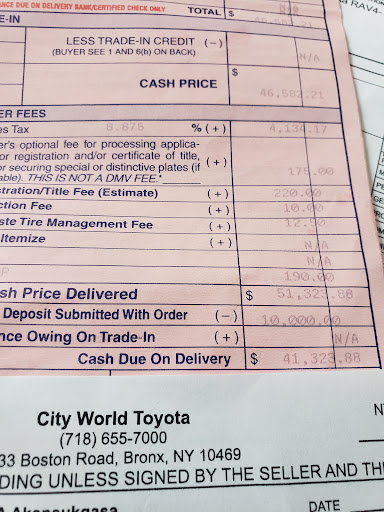 NCE DUE ON DELIVERY BANK/CERTIFIED CHECK ONLY TOTAL $
E-IN
RAV4-
LESS TRADE-IN CREDIT (-)
(BUYER SEE 1 AND 6(b) ON BACK) N/A
CASH PRICE $ 46,582.21
ER FEES
es Tax 8.875 % (+) 4,134.17
er's optional fee for processing applica-
or registration and/or certificate of title, (+)
or securing special or distinctive plates (if 175.00
able). THIS IS NOT A DMV FEE.*
stration/Title Fee (Estimate) (+) 220.00
ction Fee (+) 10.00
ste Tire Management Fee (+) 12.50
Itemize (+) N/A
N/A
P 190.00
sh Price Delivered $ 51,323.88
Deposit Submitted With Order (-) 10,000.00
nce Owing On Trade-In (+) N/A
Cash Due On Delivery $ 41,323.88
City World Toyota
(718) 655-7000
33 Boston Road, Bronx, NY 10469
DING UNLESS SIGNED BY THE SELLER AND TH
DATE